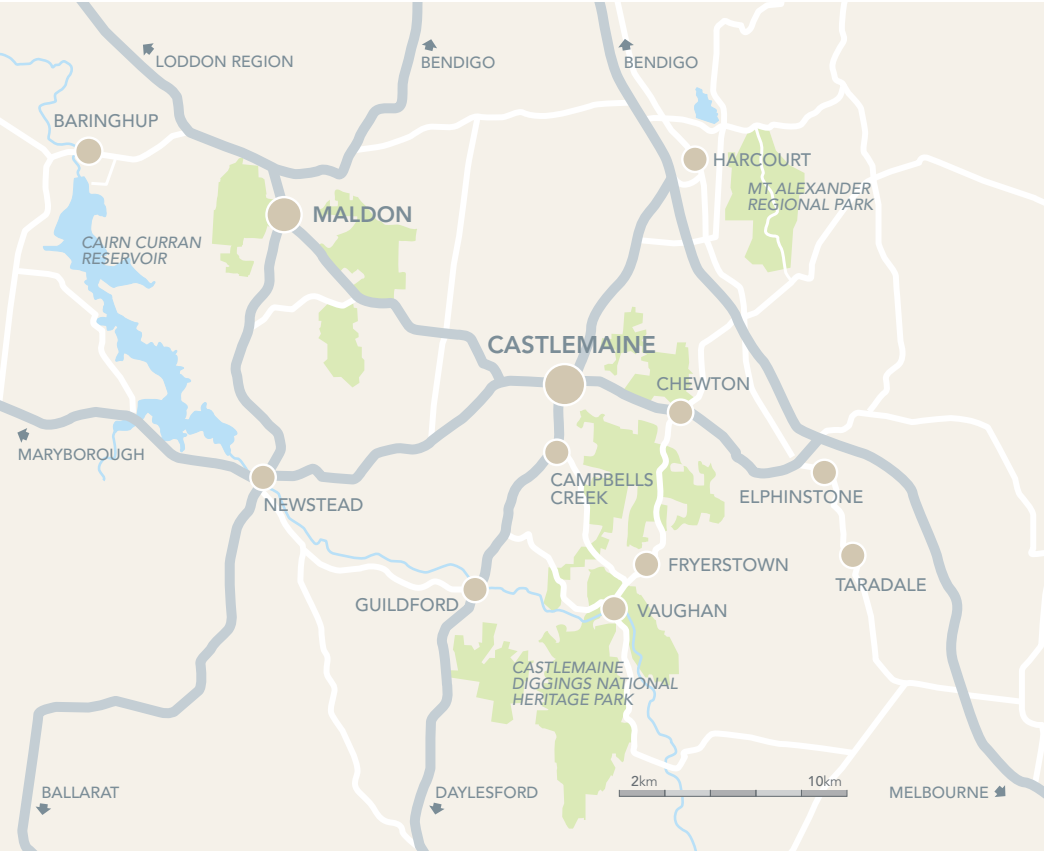 LODDON REGION
BENDIGO
BENDIGO
BARINGHUP
HARCOURT
MT ALEXANDER
REGIONAL PARK
MALDON
CAIRN CURRAN
RESERVOIR
CASTLEMAINE
CHEWTON
MARYBOROUGH
CAMPBELLS
CREEK
ELPHINSTONE
NEWSTEAD
FRYERSTOWN
TARADALE
GUILDFORD
VAUGHAN
CASTLEMAINE
DIGGINGS NATIONAL
HERITAGE PARK
2km 10km
BALLARAT
DAYLESFORD
MELBOURNE